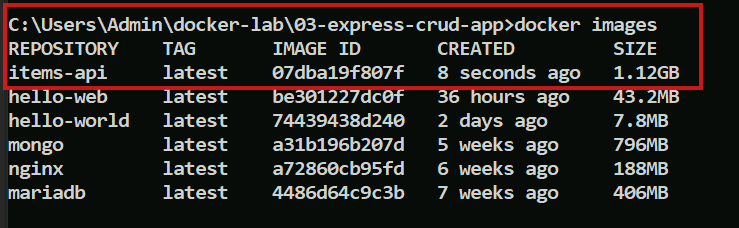 C:\Users\Admin\docker-lab\03-express-crud-app>docker images
REPOSITORY TAG IMAGE ID CREATED SIZE
items-api latest 07dba19f807f 8 seconds ago 1.12GB
hello-web latest be301227dc0f 36 hours ago 43.2MB
hello-world latest 74439438d240 2 days ago 7.8MB
mongo latest a31b196b207d 5 weeks ago 796MB
nginx latest a72860cb95fd 6 weeks ago 188MB
mariadb latest 4486d64c9c3b 7 weeks ago 406MB